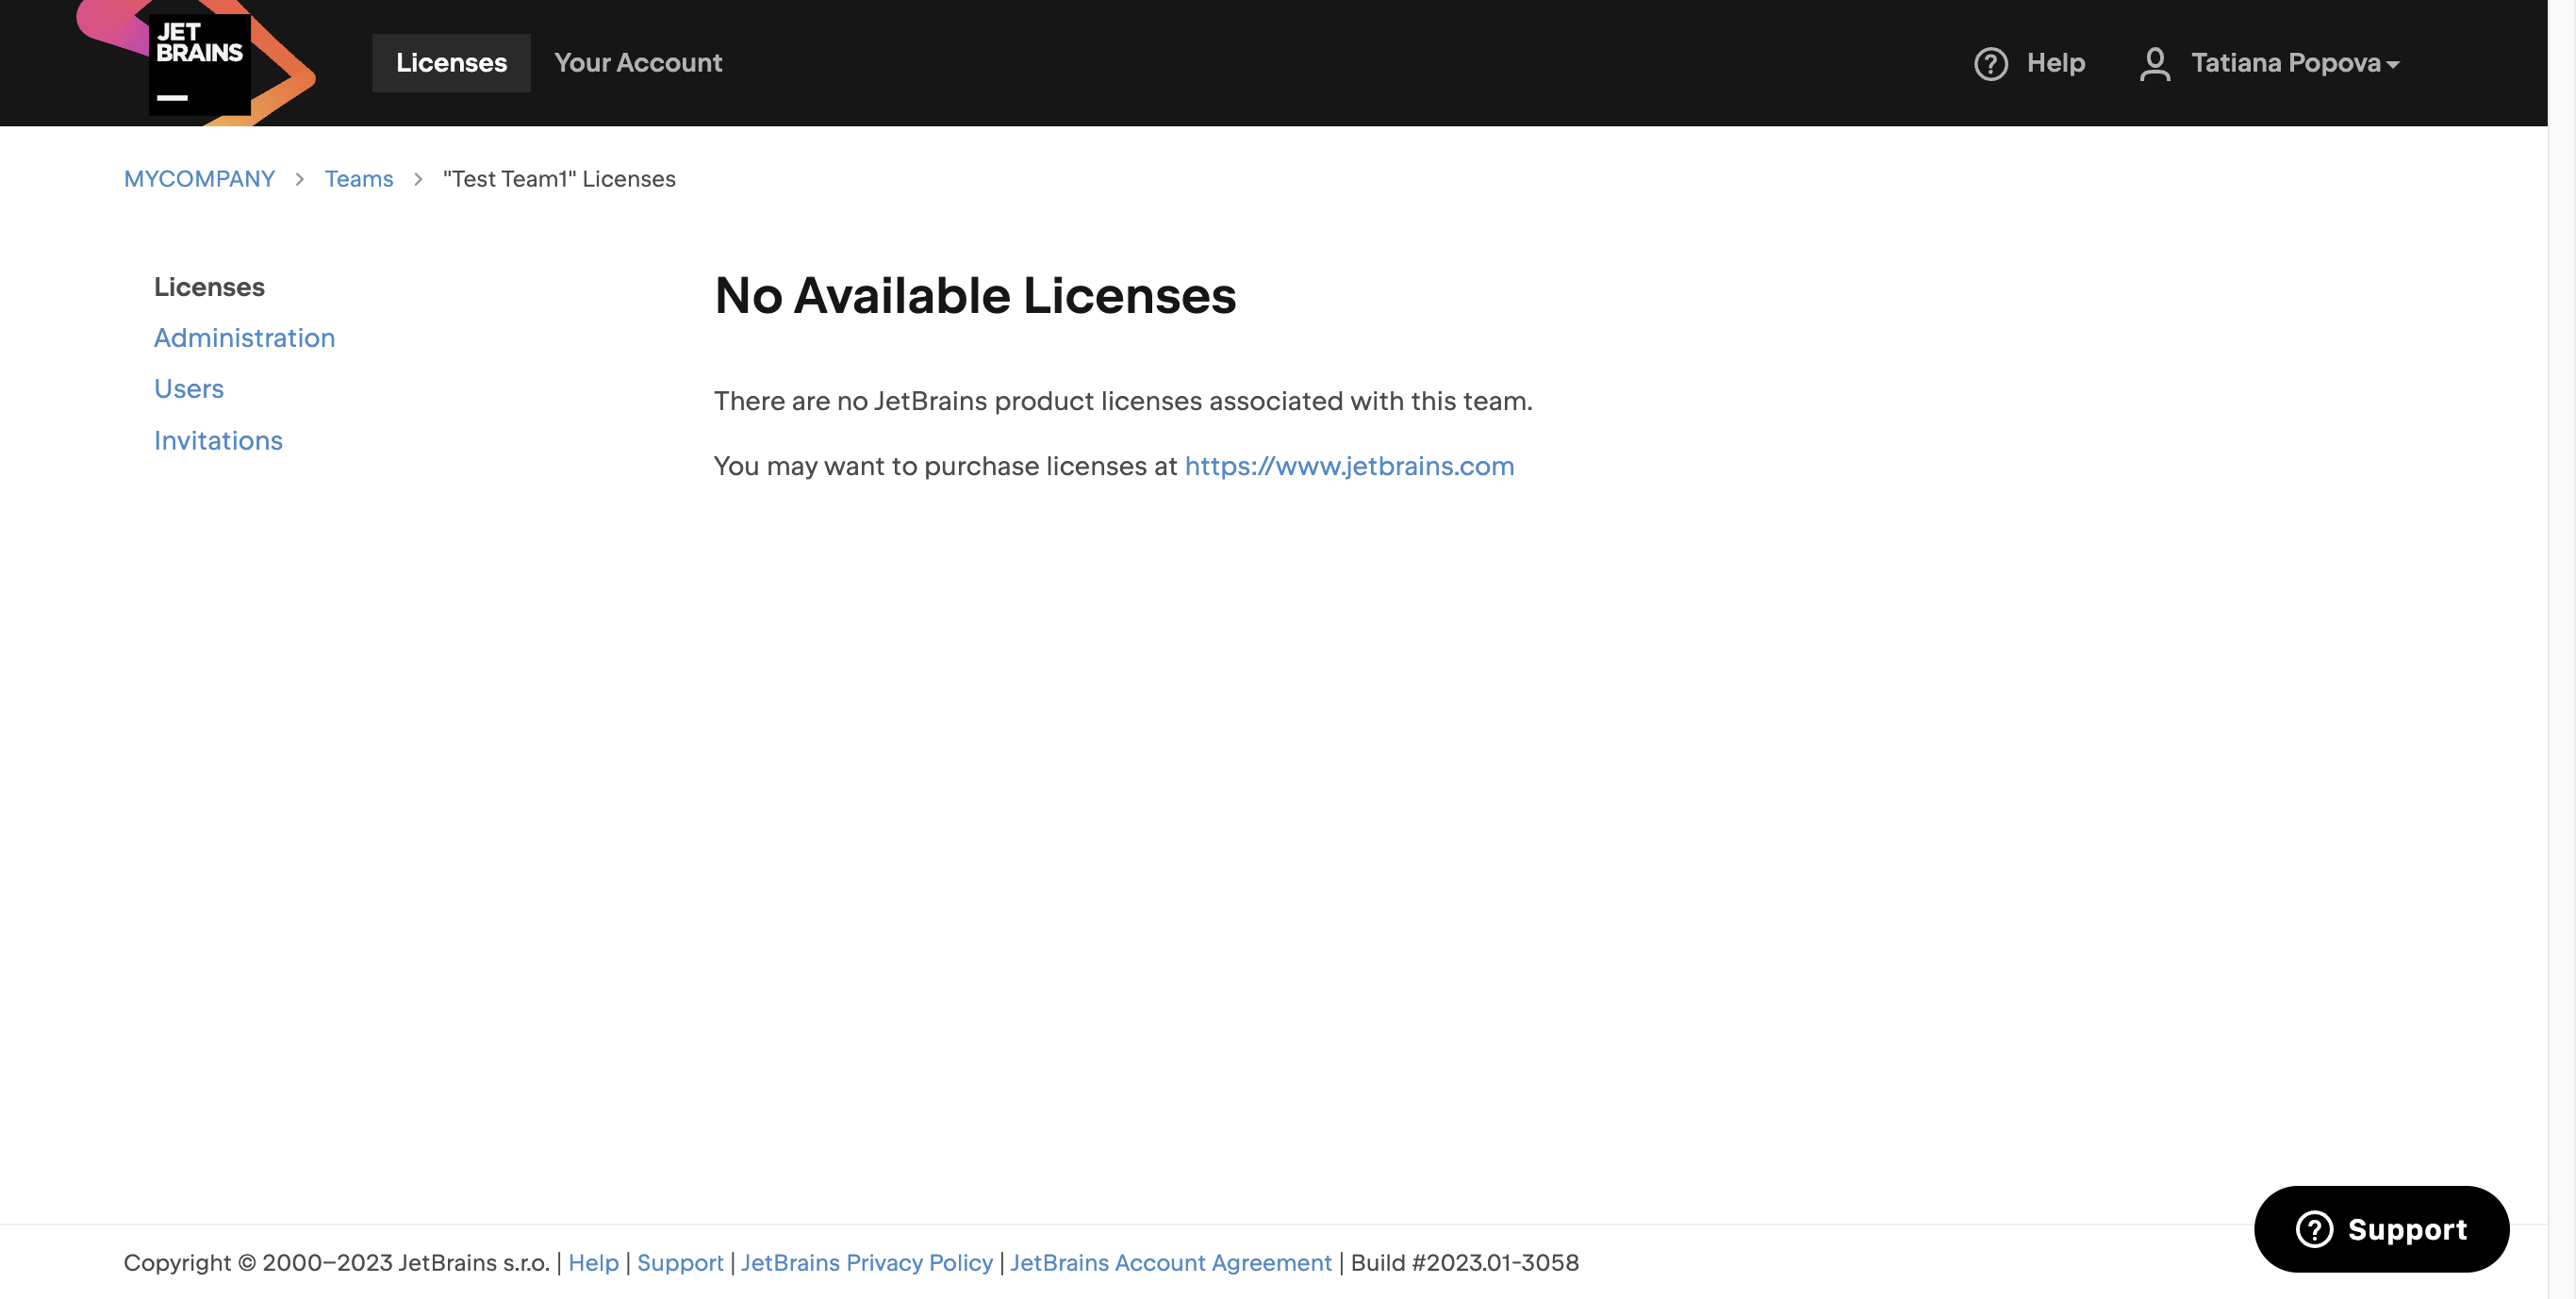 JET
BRAINS
Licenses Your Account Help Tatiana Popova
MYCOMPANY > Teams > "Test Team1" Licenses
Licenses
Administration
Users
Invitations
No Available Licenses
There are no JetBrains product licenses associated with this team.
You may want to purchase licenses at https://www.jetbrains.com
Support
Copyright © 2000–2023 JetBrains s.r.o. | Help | Support | JetBrains Privacy Policy | JetBrains Account Agreement | Build #2023.01-3058